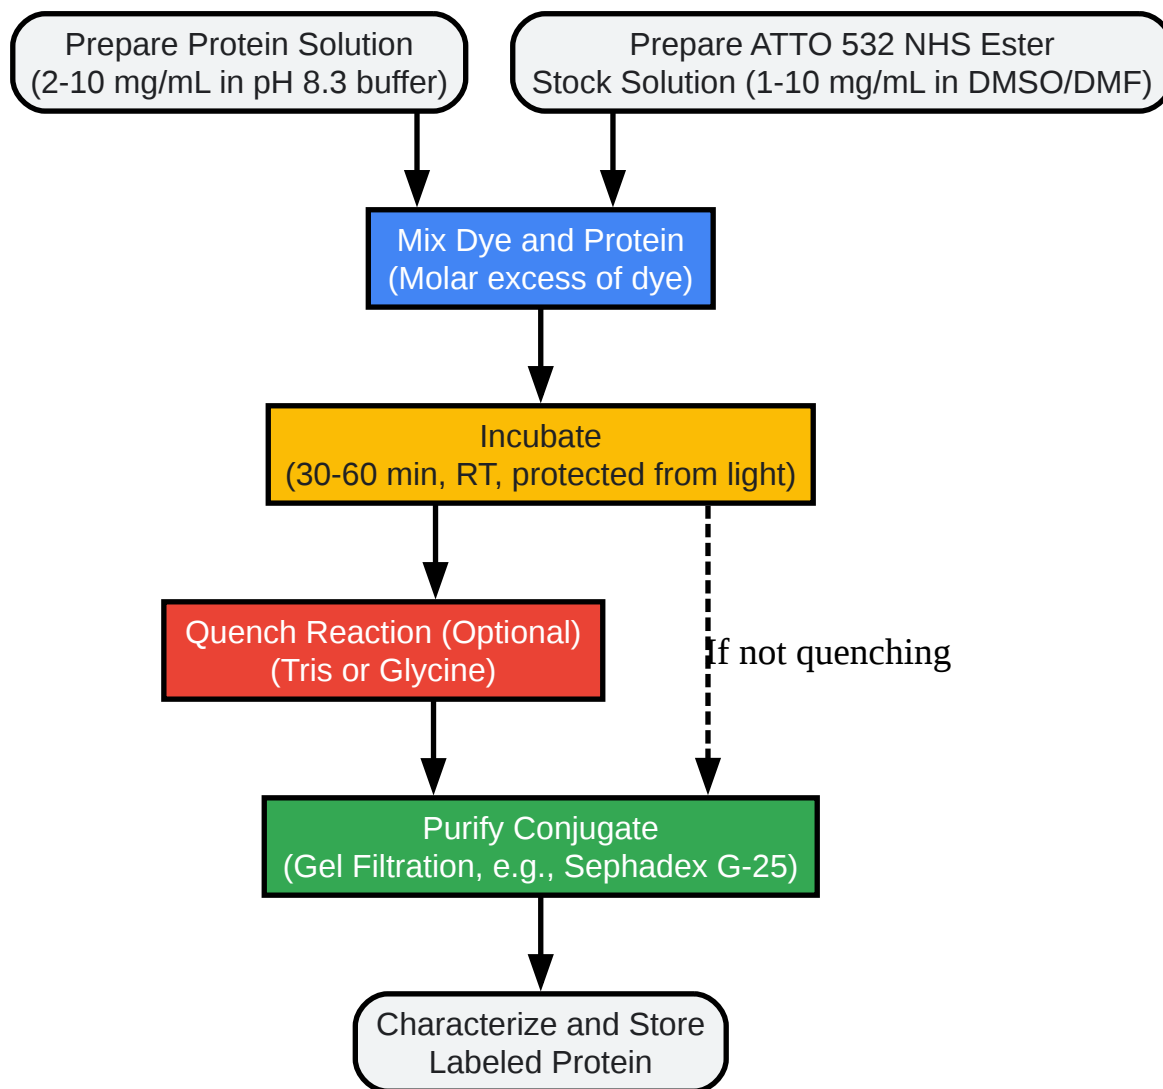 Prepare Protein Solution
(2-10 mg/mL in pH 8.3 buffer)
Prepare ATTO 532 NHS Ester
Stock Solution (1-10 mg/mL in DMSO/DMF)
Mix Dye and Protein
(Molar excess of dye)
Incubate
(30-60 min, RT, protected from light)
Quench Reaction (Optional)
(Tris or Glycine)
If not quenching
Purify Conjugate
(Gel Filtration, e.g., Sephadex G-25)
Characterize and Store
Labeled Protein